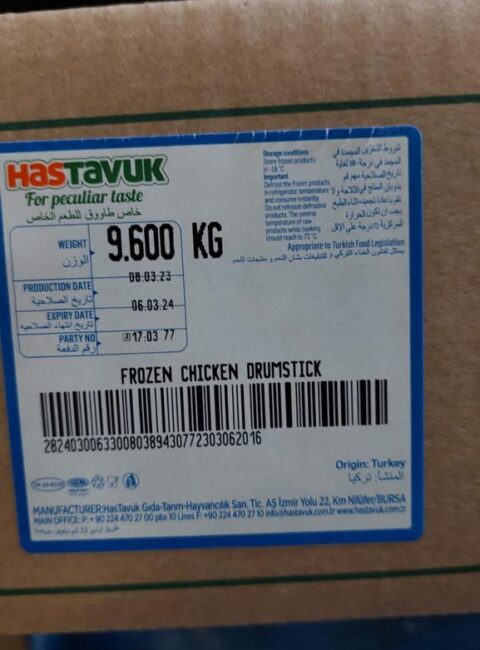 HASTAVUK
For peculiar taste
خاص طاووق للطعم الخاص
Storage conditions
Store frozen products
in -18 °C
Important
Defrost the frozen products
in refrigerator temperature
and consume instantly.
Do not refreeze defrosted
products. The central
temperature of raw
products while cooking
should reach to 72 °C
WEIGHT
الوزن
9.600 KG
Appropriate to Turkish Food Legislation
08.03.23
PRODUCTION DATE
تاريخ الصلاحية
06.03.24
EXPIRY DATE
تاريخ انتهاء الصلاحيه
17.03 77
PARTY NO
رقم الدفعة
FROZEN CHICKEN DRUMSTICK
282403006330080389430772303062016
Origin: Turkey
المنشأ: تركيا
MANUFACTURER:HasTavuk Gıda-Tarım-Hayvancılık San. Tic. AŞ İzmir Yolu 22, Km Nilüfer/BURSA
MAIN OFFICE: P: + 90 224 470 27 00 pbs 10 Lines F: +90 224 470 27 10 info@hastavuk.com.tr www.hastavuk.com.tr